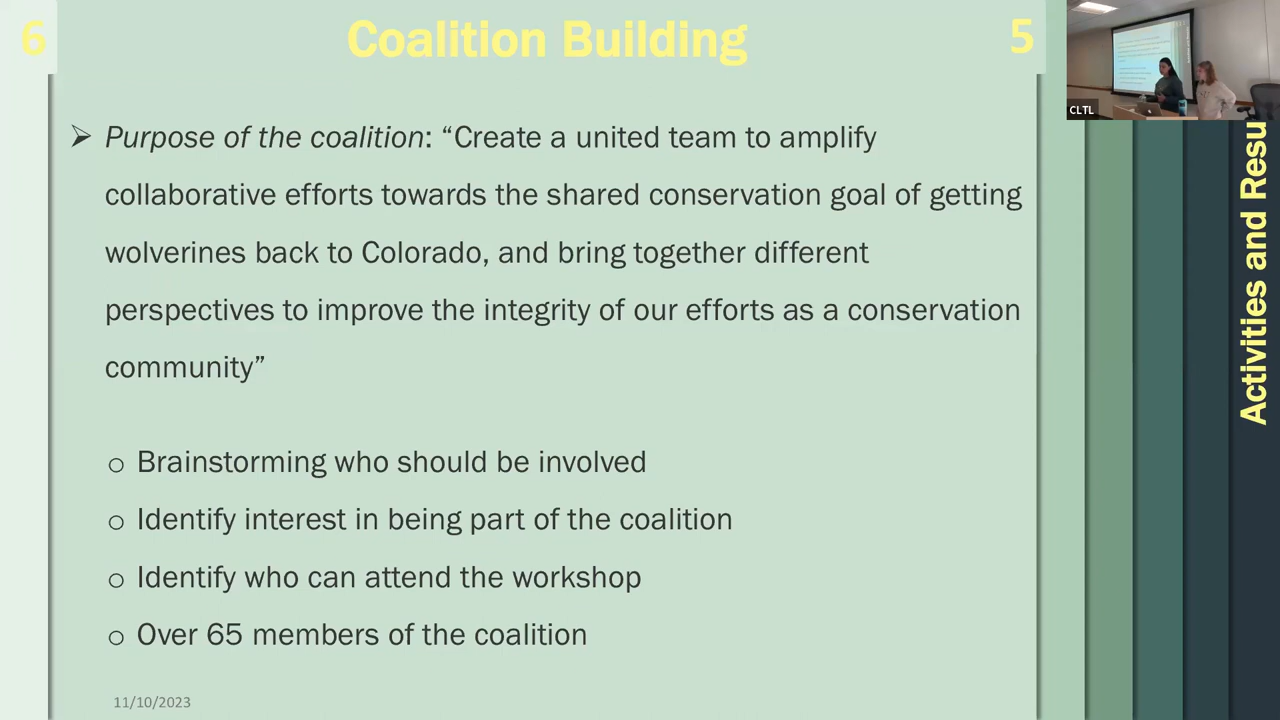 6
Coalition Building
5
CLTL
➢ Purpose of the coalition: “Create a united team to amplify
collaborative efforts towards the shared conservation goal of getting
wolverines back to Colorado, and bring together different
perspectives to improve the integrity of our efforts as a conservation
community”
o Brainstorming who should be involved
o Identify interest in being part of the coalition
o Identify who can attend the workshop
o Over 65 members of the coalition
11/10/2023
Activities and Resu